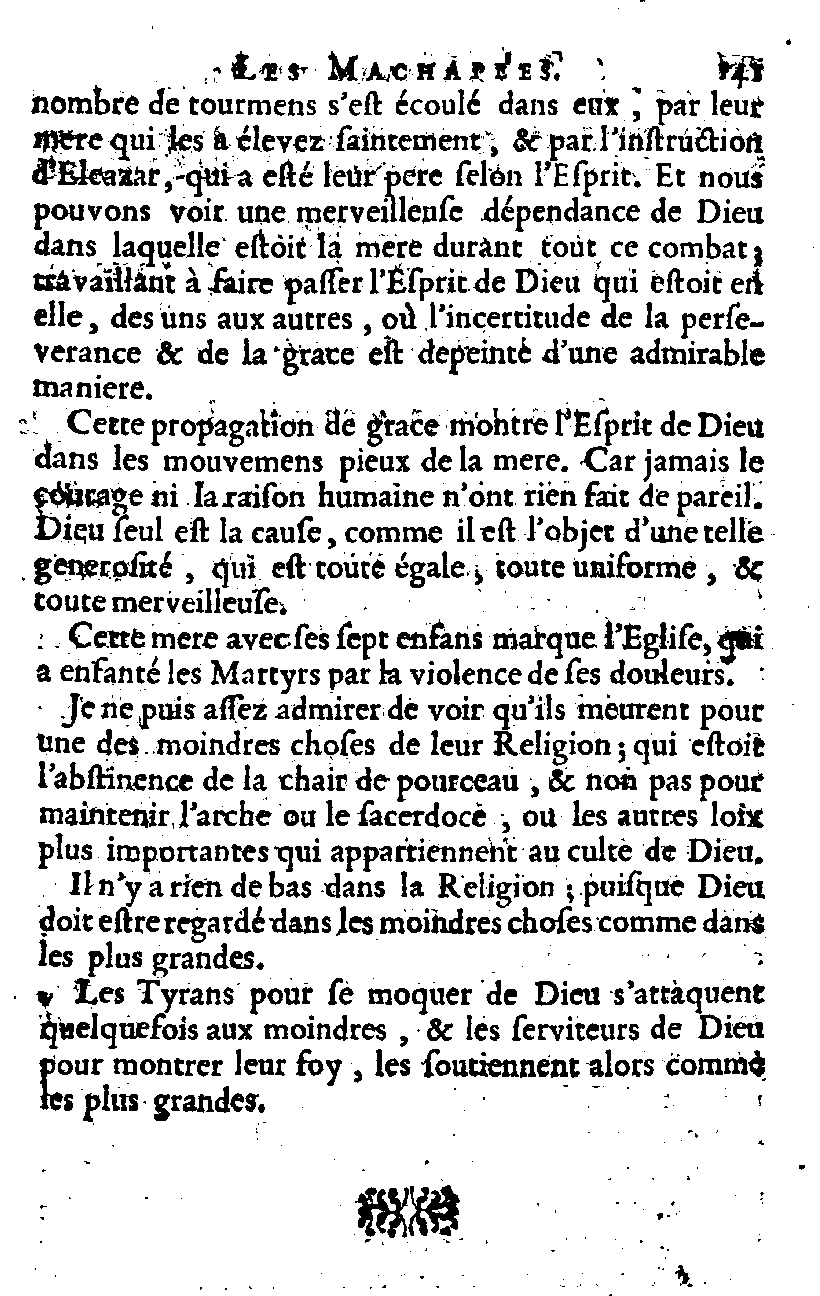 LES MACHABÉES.
nombre de tourmens s'eſt écoulé dans eux, par leur
mere qui les a élevez ſaintement, & par l'inſtruction
d'Eleazar, qui a eſté leur pere ſelon l'Eſprit. Et nous
pouvons voir une merveilleuſe dépendance de Dieu
dans laquelle eſtoit la mere durant tout ce combat;
travaillant à faire paſſer l'Eſprit de Dieu qui eſtoit en
elle, des uns aux autres, où l'incertitude de la perſe-
verance & de la grace eſt depeinte d'une admirable
maniere.
Cette propagation de grace montre l'Eſprit de Dieu
dans les mouvemens pieux de la mere. Car jamais le
courage ni la raiſon humaine n'ont rien fait de pareil.
Dieu ſeul eſt la cauſe, comme il eſt l'objet d'une telle
generoſité, qui eſt toute égale, toute uniforme, &
toute merveilleuſe.
Cette mere avec ſes ſept enfans marque l'Egliſe, qui
a enfanté les Martyrs par la violence de ſes douleurs.
Je ne puis aſſez admirer de voir qu'ils meurent pour
une des moindres choſes de leur Religion; qui eſtoit
l'abſtinence de la chair de pourceau, & non pas pour
maintenir l'arche ou le ſacerdoce, ou les autres loix
plus importantes qui appartiennent au culte de Dieu.
Il n'y a rien de bas dans la Religion; puiſque Dieu
doit eſtre regardé dans les moindres choſes comme dans
les plus grandes.
Les Tyrans pour ſe moquer de Dieu s'attaquent
quelquefois aux moindres, & les ſerviteurs de Dieu
pour montrer leur foy, les ſoutiennent alors comme
les plus grandes.